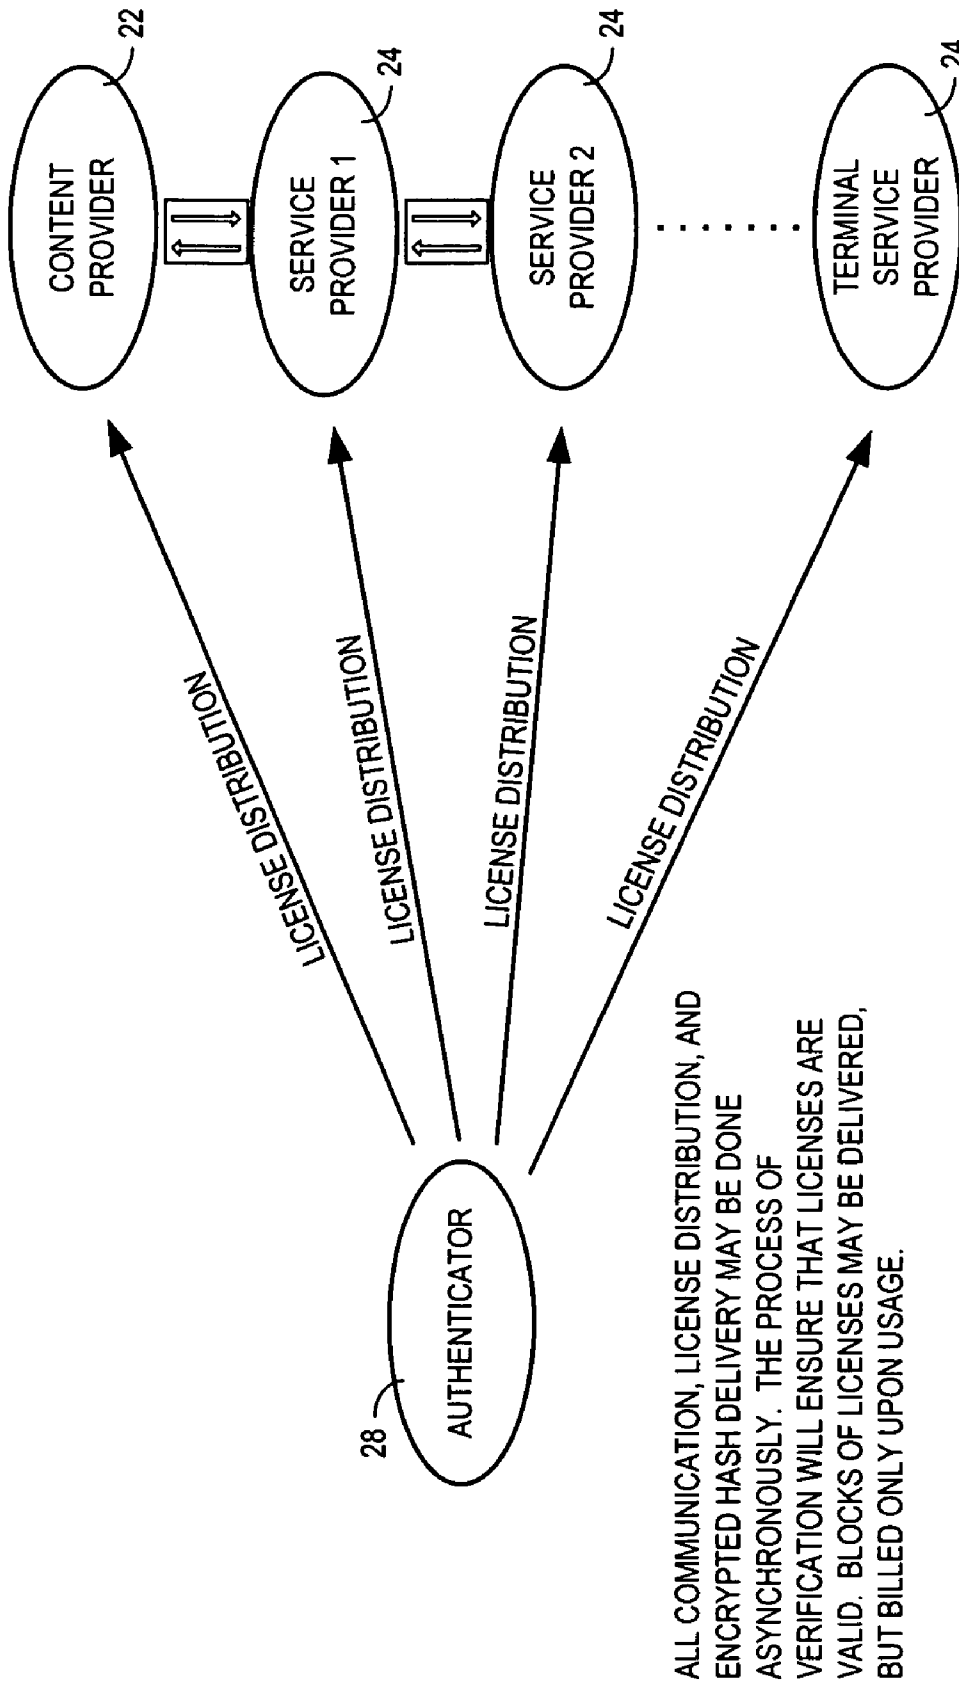 CONTENT
PROVIDER
22
SERVICE
PROVIDER 1
24
SERVICE
PROVIDER 2
24
TERMINAL
SERVICE
PROVIDER
24
LICENSE DISTRIBUTION
LICENSE DISTRIBUTION
LICENSE DISTRIBUTION
LICENSE DISTRIBUTION
28
AUTHENTICATOR
ALL COMMUNICATION, LICENSE DISTRIBUTION, AND
ENCRYPTED HASH DELIVERY MAY BE DONE
ASYNCHRONOUSLY. THE PROCESS OF
VERIFICATION WILL ENSURE THAT LICENSES ARE
VALID. BLOCKS OF LICENSES MAY BE DELIVERED,
BUT BILLED ONLY UPON USAGE.